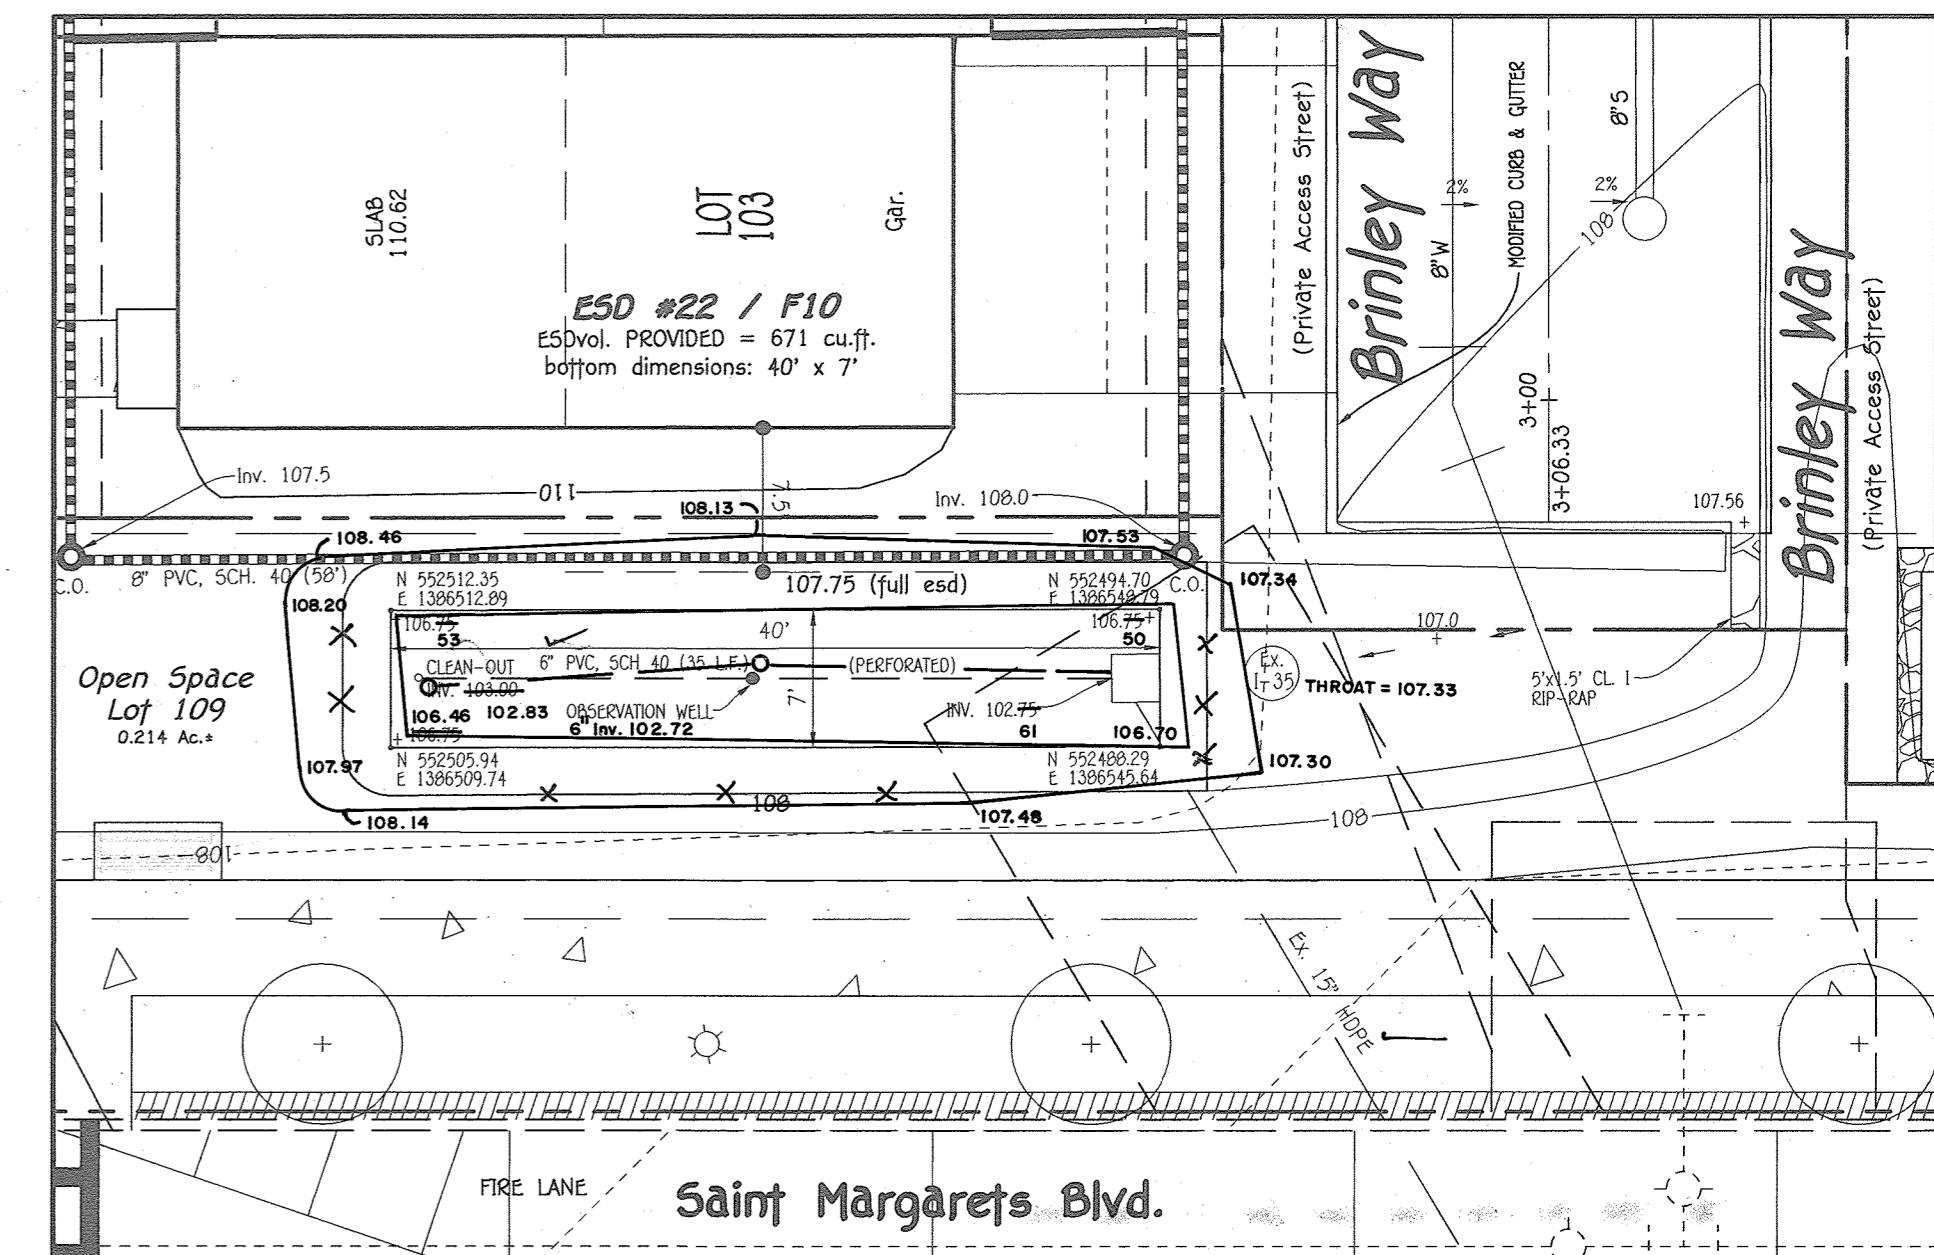 SLAB
110.62
LOT
103
Gar.
ESD #22 / F10
ESDvol. PROVIDED = 671 cu.ft.
bottom dimensions: 40' x 7'
Brinley Way
(Private Access Street)
MODIFIED CURB & GUTTER
8"W
8"S
2%
2%
108
3+00
3+06.33
Brinley Way
(Private Access Street)
107.56
Inv. 107.5
110
7.5'
108.13
Inv. 108.0
108.46
107.53
C.O.
8" PVC, SCH. 40 (58')
N 552512.35
E 1386512.89
107.75 (full esd)
N 552494.70
E 1386548.79
C.O.
107.34
108.20
106.75
53
40'
106.75
50
107.0
CLEAN-OUT
INV. 103.00
6" PVC, SCH 40 (35 L.F.)
(PERFORATED)
Open Space
Lot 109
0.214 Ac.±
7'
EX.
35
THROAT = 107.33
5'x1.5' CL. I
RIP-RAP
106.46
102.83
OBSERVATION WELL
6" Inv. 102.72
INV. 102.75
61
106.75
106.70
107.97
N 552505.94
E 1386509.74
N 552488.29
E 1386545.64
107.30
108
108.14
107.48
108
108
Ex. 15" HDPE
FIRE LANE
Saint Margarets Blvd.